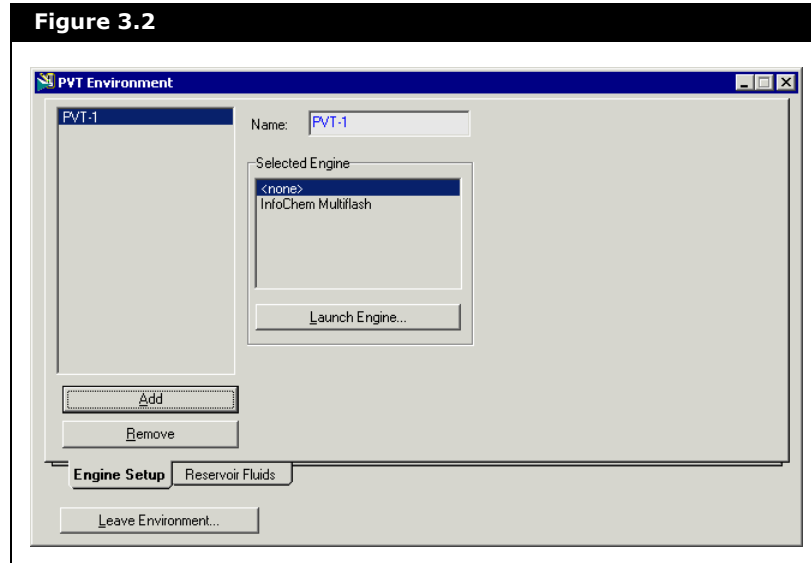 Figure 3.2
PVT Environment
PVT-1
Name: PVT-1
Selected Engine
<none>
InfoChem Multiflash
Launch Engine...
Add
Remove
Engine Setup Reservoir Fluids
Leave Environment...